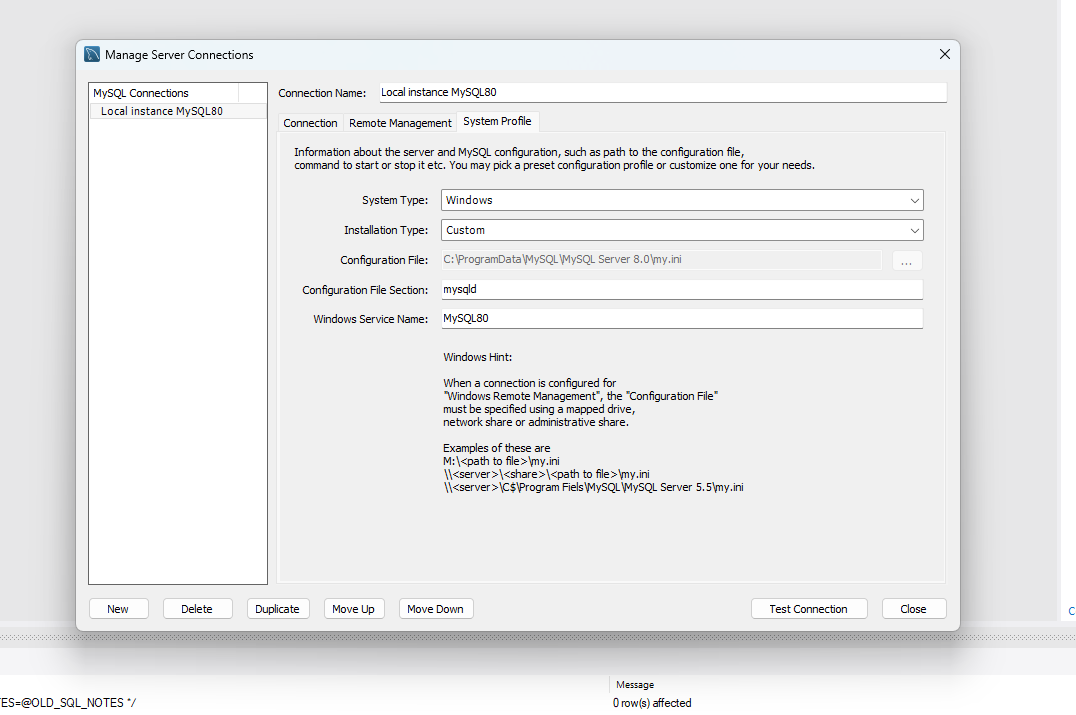 Manage Server Connections
MySQL Connections
Local instance MySQL80
Connection Name: Local instance MySQL80
Connection Remote Management System Profile
Information about the server and MySQL configuration, such as path to the configuration file,
command to start or stop it etc. You may pick a preset configuration profile or customize one for your needs.
System Type: Windows
Installation Type: Custom
Configuration File: C:\ProgramData\MySQL\MySQL Server 8.0\my.ini ...
Configuration File Section: mysqld
Windows Service Name: MySQL80
Windows Hint:
When a connection is configured for
"Windows Remote Management", the "Configuration File"
must be specified using a mapped drive,
network share or administrative share.
Examples of these are
M:\<path to file>\my.ini
\\<server>\<share>\<path to file>\my.ini
\\<server>\C$\Program Fiels\MySQL\MySQL Server 5.5\my.ini
New Delete Duplicate Move Up Move Down Test Connection Close
C
Message
ES=@OLD_SQL_NOTES */ 0 row(s) affected